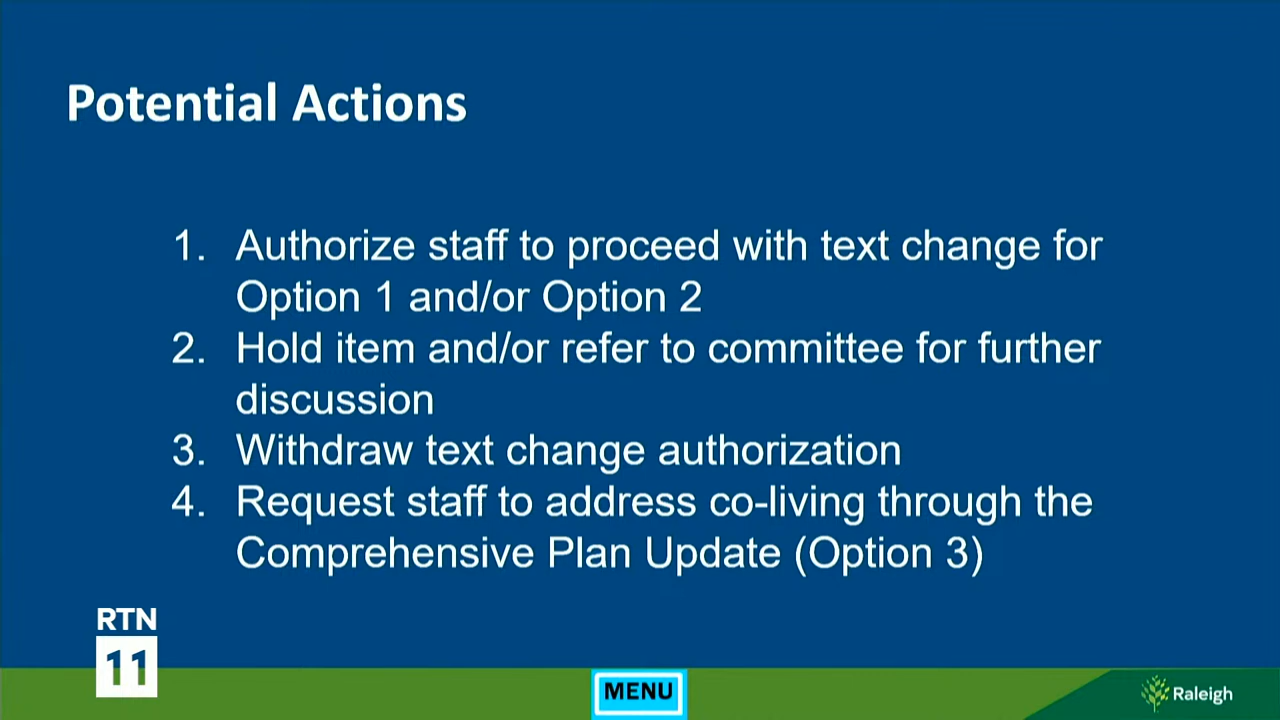 Potential Actions
1. Authorize staff to proceed with text change for
Option 1 and/or Option 2
2. Hold item and/or refer to committee for further
discussion
3. Withdraw text change authorization
4. Request staff to address co-living through the
Comprehensive Plan Update (Option 3)
RTN
11
MENU
Raleigh